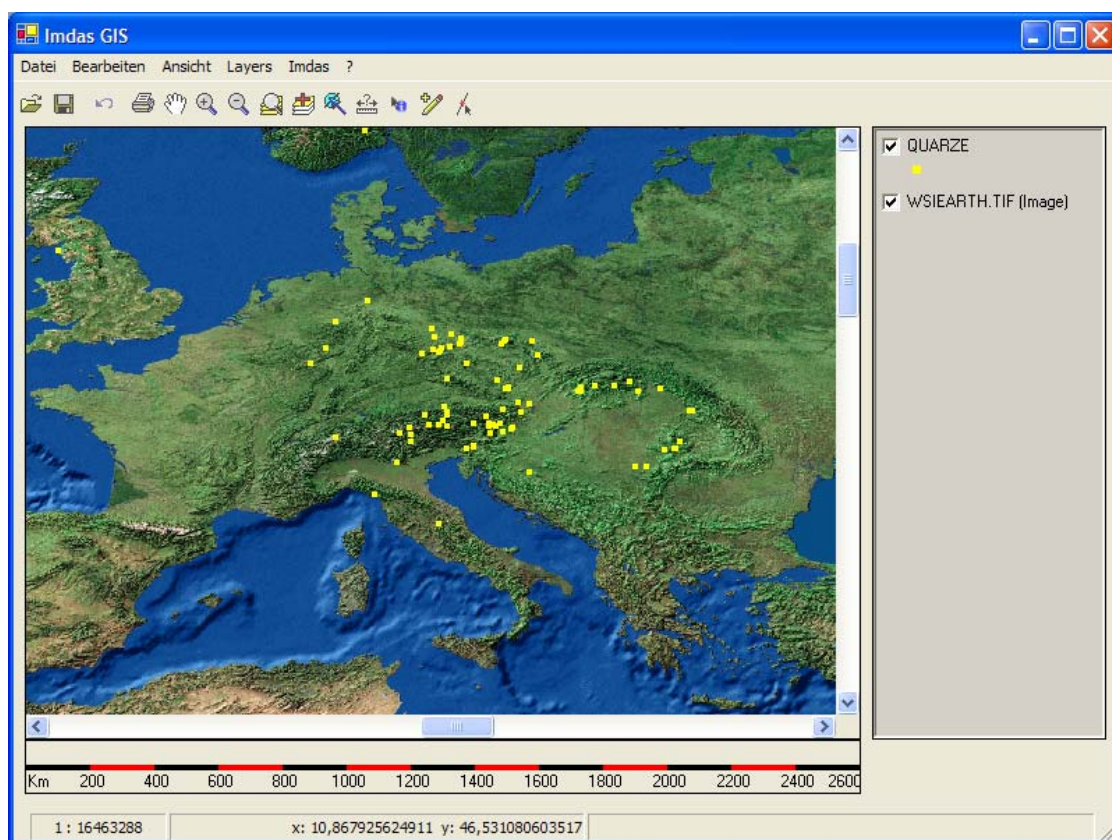 Imdas GIS
Datei Bearbeiten Ansicht Layers Imdas ?
QUARZE
WSIEARTH.TIF (Image)
Km 200 400 600 800 1000 1200 1400 1600 1800 2000 2200 2400 2600
1 : 16463288 x: 10,867925624911 y: 46,531080603517